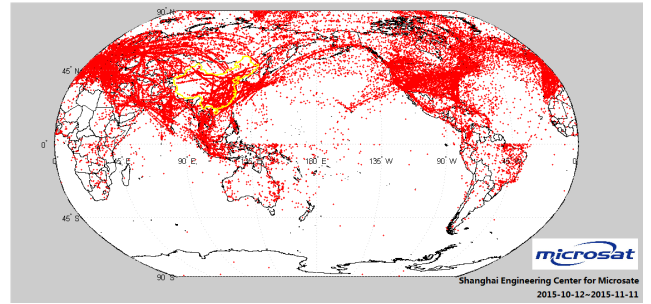 90° N
45° N
0°
0
45° E
90° E
180° E
135° W
90° W
45° S
90° S
microsat
Shanghai Engineering Center for Microsate
2015-10-12~2015-11-11